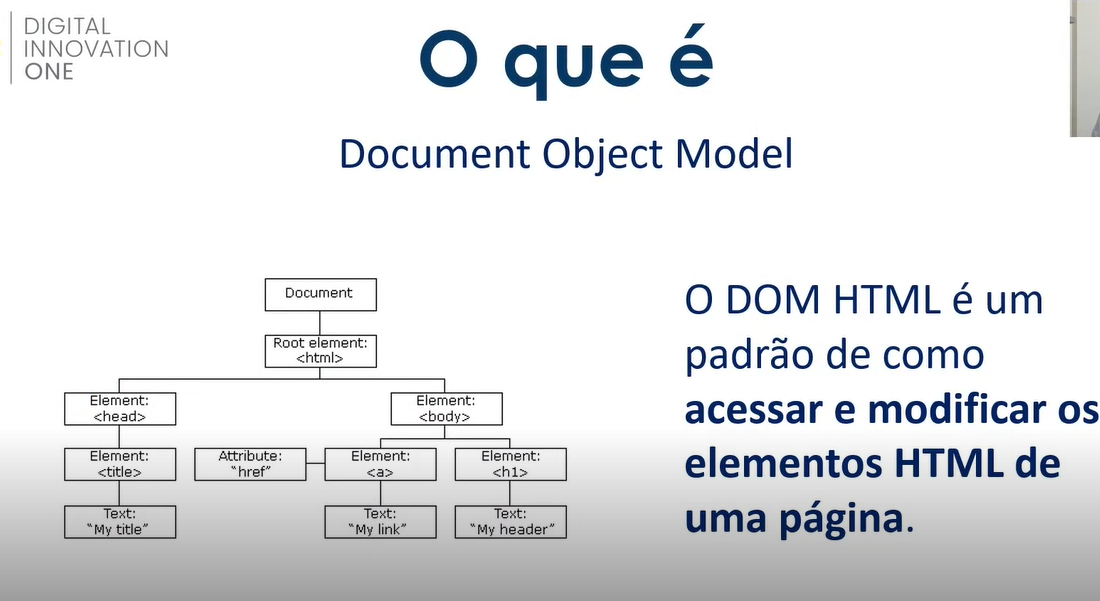 DIGITAL
INNOVATION
ONE
O que é
Document Object Model
Document
Root element:
<html>
Element:
<head>
Element:
<body>
Element:
<title>
Attribute:
“href”
Element:
<a>
Element:
<h1>
Text:
“My title”
Text:
“My link”
Text:
“My header”
O DOM HTML é um
padrão de como
acessar e modificar os
elementos HTML de
uma página.